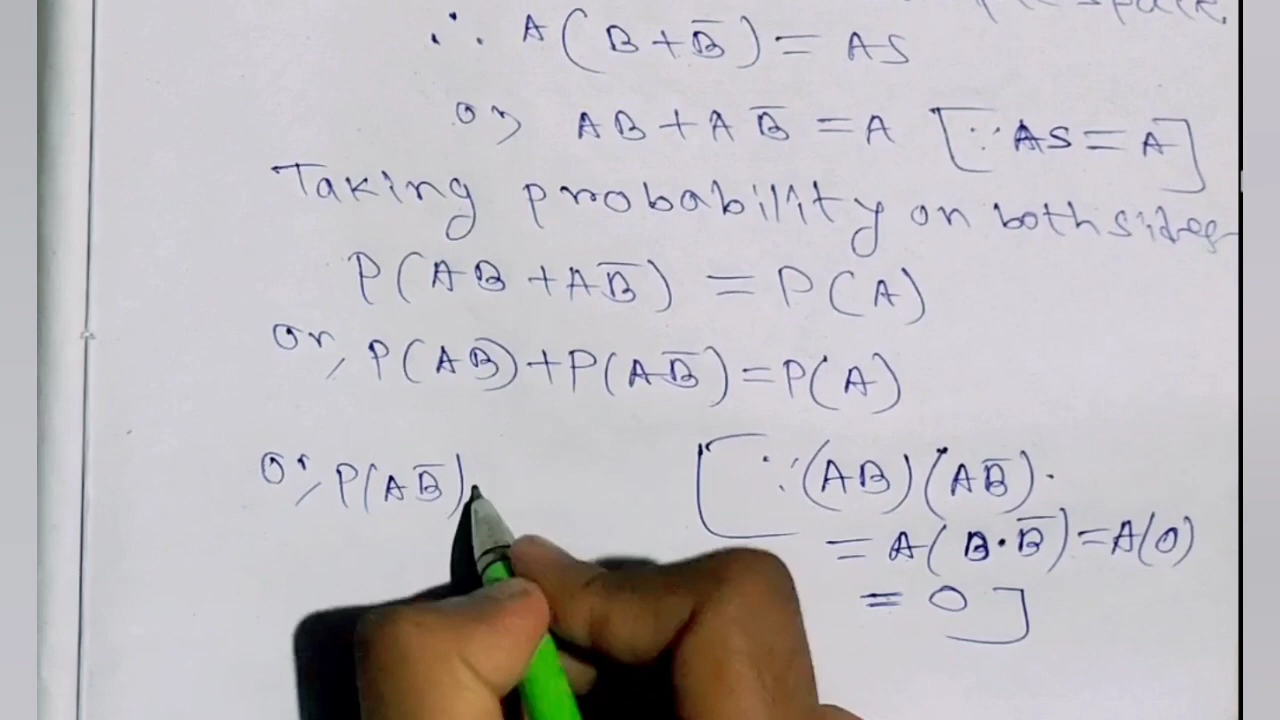 space.
∴ A(B+B̅) = AS
or, AB+AB̅ = A [∵ AS = A]
Taking probability on both sides
P(AB+AB̅) = P(A)
or, P(AB)+P(AB̅)=P(A)
[∵(AB)(AB̅).
or, P(AB̅)
= A(B·B̅)=A(0)
= 0]